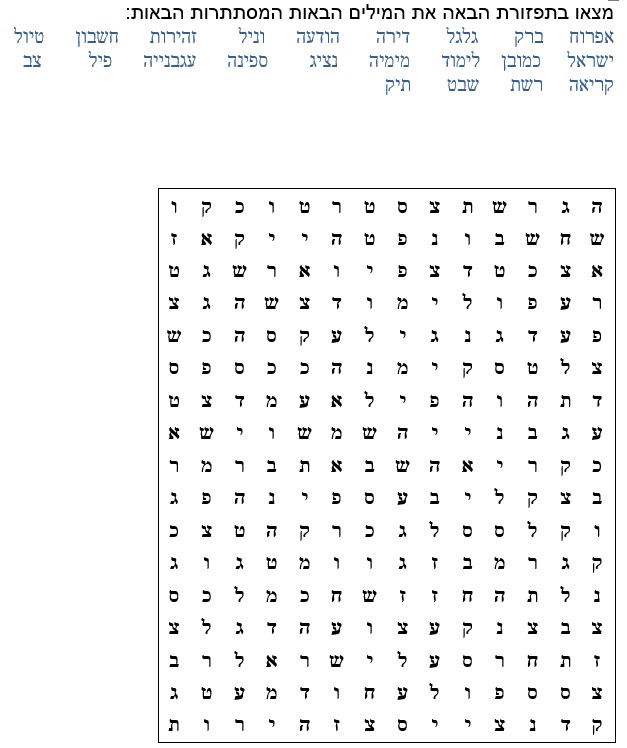 מצאו בתפזורת הבאה את המילים הבאות המסתתרות הבאות:
אפרוח ברק גלגל דירה הודעה וניל זהירות חשבון טיול
ישראל כמובן לימוד מימיה נציג ספינה עגבנייה פיל צב
קריאה רשת שבט תיק
ה ג ר ש ת צ ס ט ר ט ו כ ק ו
ש ח ש ב ו נ פ ט ה י י ק א ז
א צ כ ט ד צ פ י ו א ר ש ג ט
ר ע פ ו ל י מ ו ד צ ש ה ג צ
פ ע ד ג נ ג י ל ע ק ס ה כ ש
צ ל ט ס ק י מ נ ה כ כ ס פ ס
ד ת ה ו ה פ י ל א ע מ ד צ ט
ע ג ב נ י י ה ש מ ש ו י ש א
כ ק ר י א ה ש ב א ת ב ר מ ר
ב צ ק ל י ב ע ס פ י נ ה פ ג
ו ק ל ס ס ל ג כ ר ק ה ט צ כ
ק ג ר מ ב ז ג ו ו מ ט ג ו ג
נ ל ת ה ח ז ז ש ח כ מ ל כ ס
צ ב צ נ ק ע צ ו ע ה ד ג ל צ
ז ת ח ר ס ע ל י ש ר א ל ר ב
צ ס ס פ ו ל ע ח ו ד מ ע ט ג
ק ד נ צ י י ס צ ז ה י ר ו ת